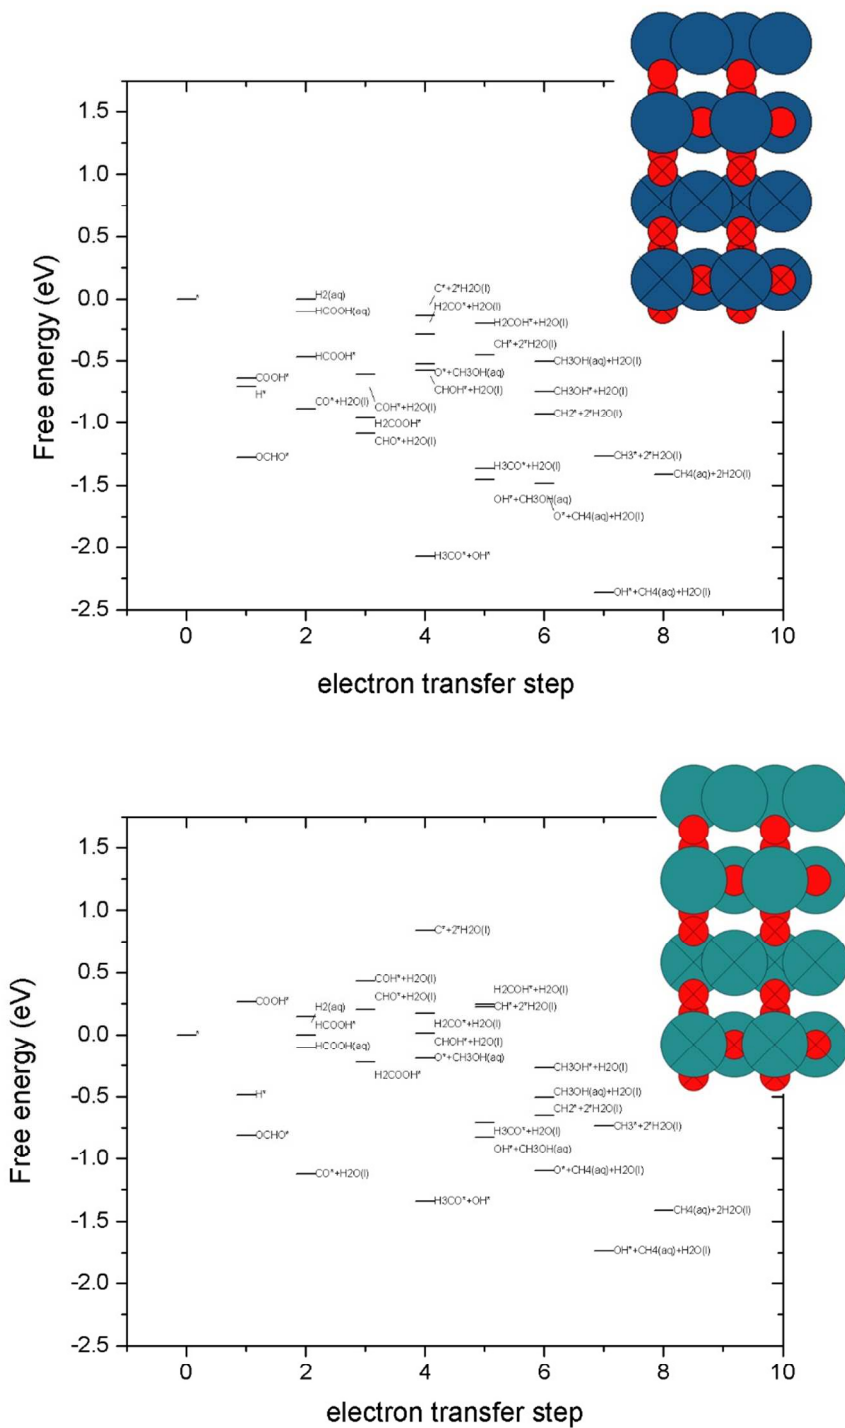 1.5
1.0
0.5
0.0
-0.5
-1.0
-1.5
-2.0
-2.5
Free energy (eV)
*
COOH*
H*
OCHO*
H2(aq)
HCOOH(aq)
HCOOH*
CO*+H2O(l)
COH*+H2O(l)
H2COOH*
CHO*+H2O(l)
C*+2*H2O(l)
H2CO*+H2O(l)
O*+CH3OH(aq)
CHOH*+H2O(l)
H3CO*+OH*
H2COH*+H2O(l)
CH*+2*H2O(l)
H3CO*+H2O(l)
OH*+CH3OH(aq)
CH3OH(aq)+H2O(l)
CH3OH*+H2O(l)
CH2*+2*H2O(l)
O*+CH4(aq)+H2O(l)
CH3*+2*H2O(l)
OH*+CH4(aq)+H2O(l)
CH4(aq)+2H2O(l)
0 2 4 6 8 10
electron transfer step
1.5
1.0
0.5
0.0
-0.5
-1.0
-1.5
-2.0
-2.5
Free energy (eV)
*
COOH*
H*
OCHO*
H2(aq)
HCOOH*
HCOOH(aq)
CO*+H2O(l)
COH*+H2O(l)
CHO*+H2O(l)
H2COOH*
C*+2*H2O(l)
H2CO*+H2O(l)
CHOH*+H2O(l)
O*+CH3OH(aq)
H3CO*+OH*
H2COH*+H2O(l)
CH*+2*H2O(l)
H3CO*+H2O(l)
OH*+CH3OH(aq)
CH3OH*+H2O(l)
CH3OH(aq)+H2O(l)
CH2*+2*H2O(l)
O*+CH4(aq)+H2O(l)
CH3*+2*H2O(l)
OH*+CH4(aq)+H2O(l)
CH4(aq)+2H2O(l)
0 2 4 6 8 10
electron transfer step